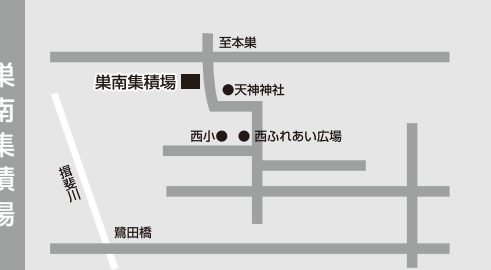 巣南集積場
至本巣
巣南集積場
●天神神社
西小●
●西ふれあい広場
揖斐川
鷺田橋